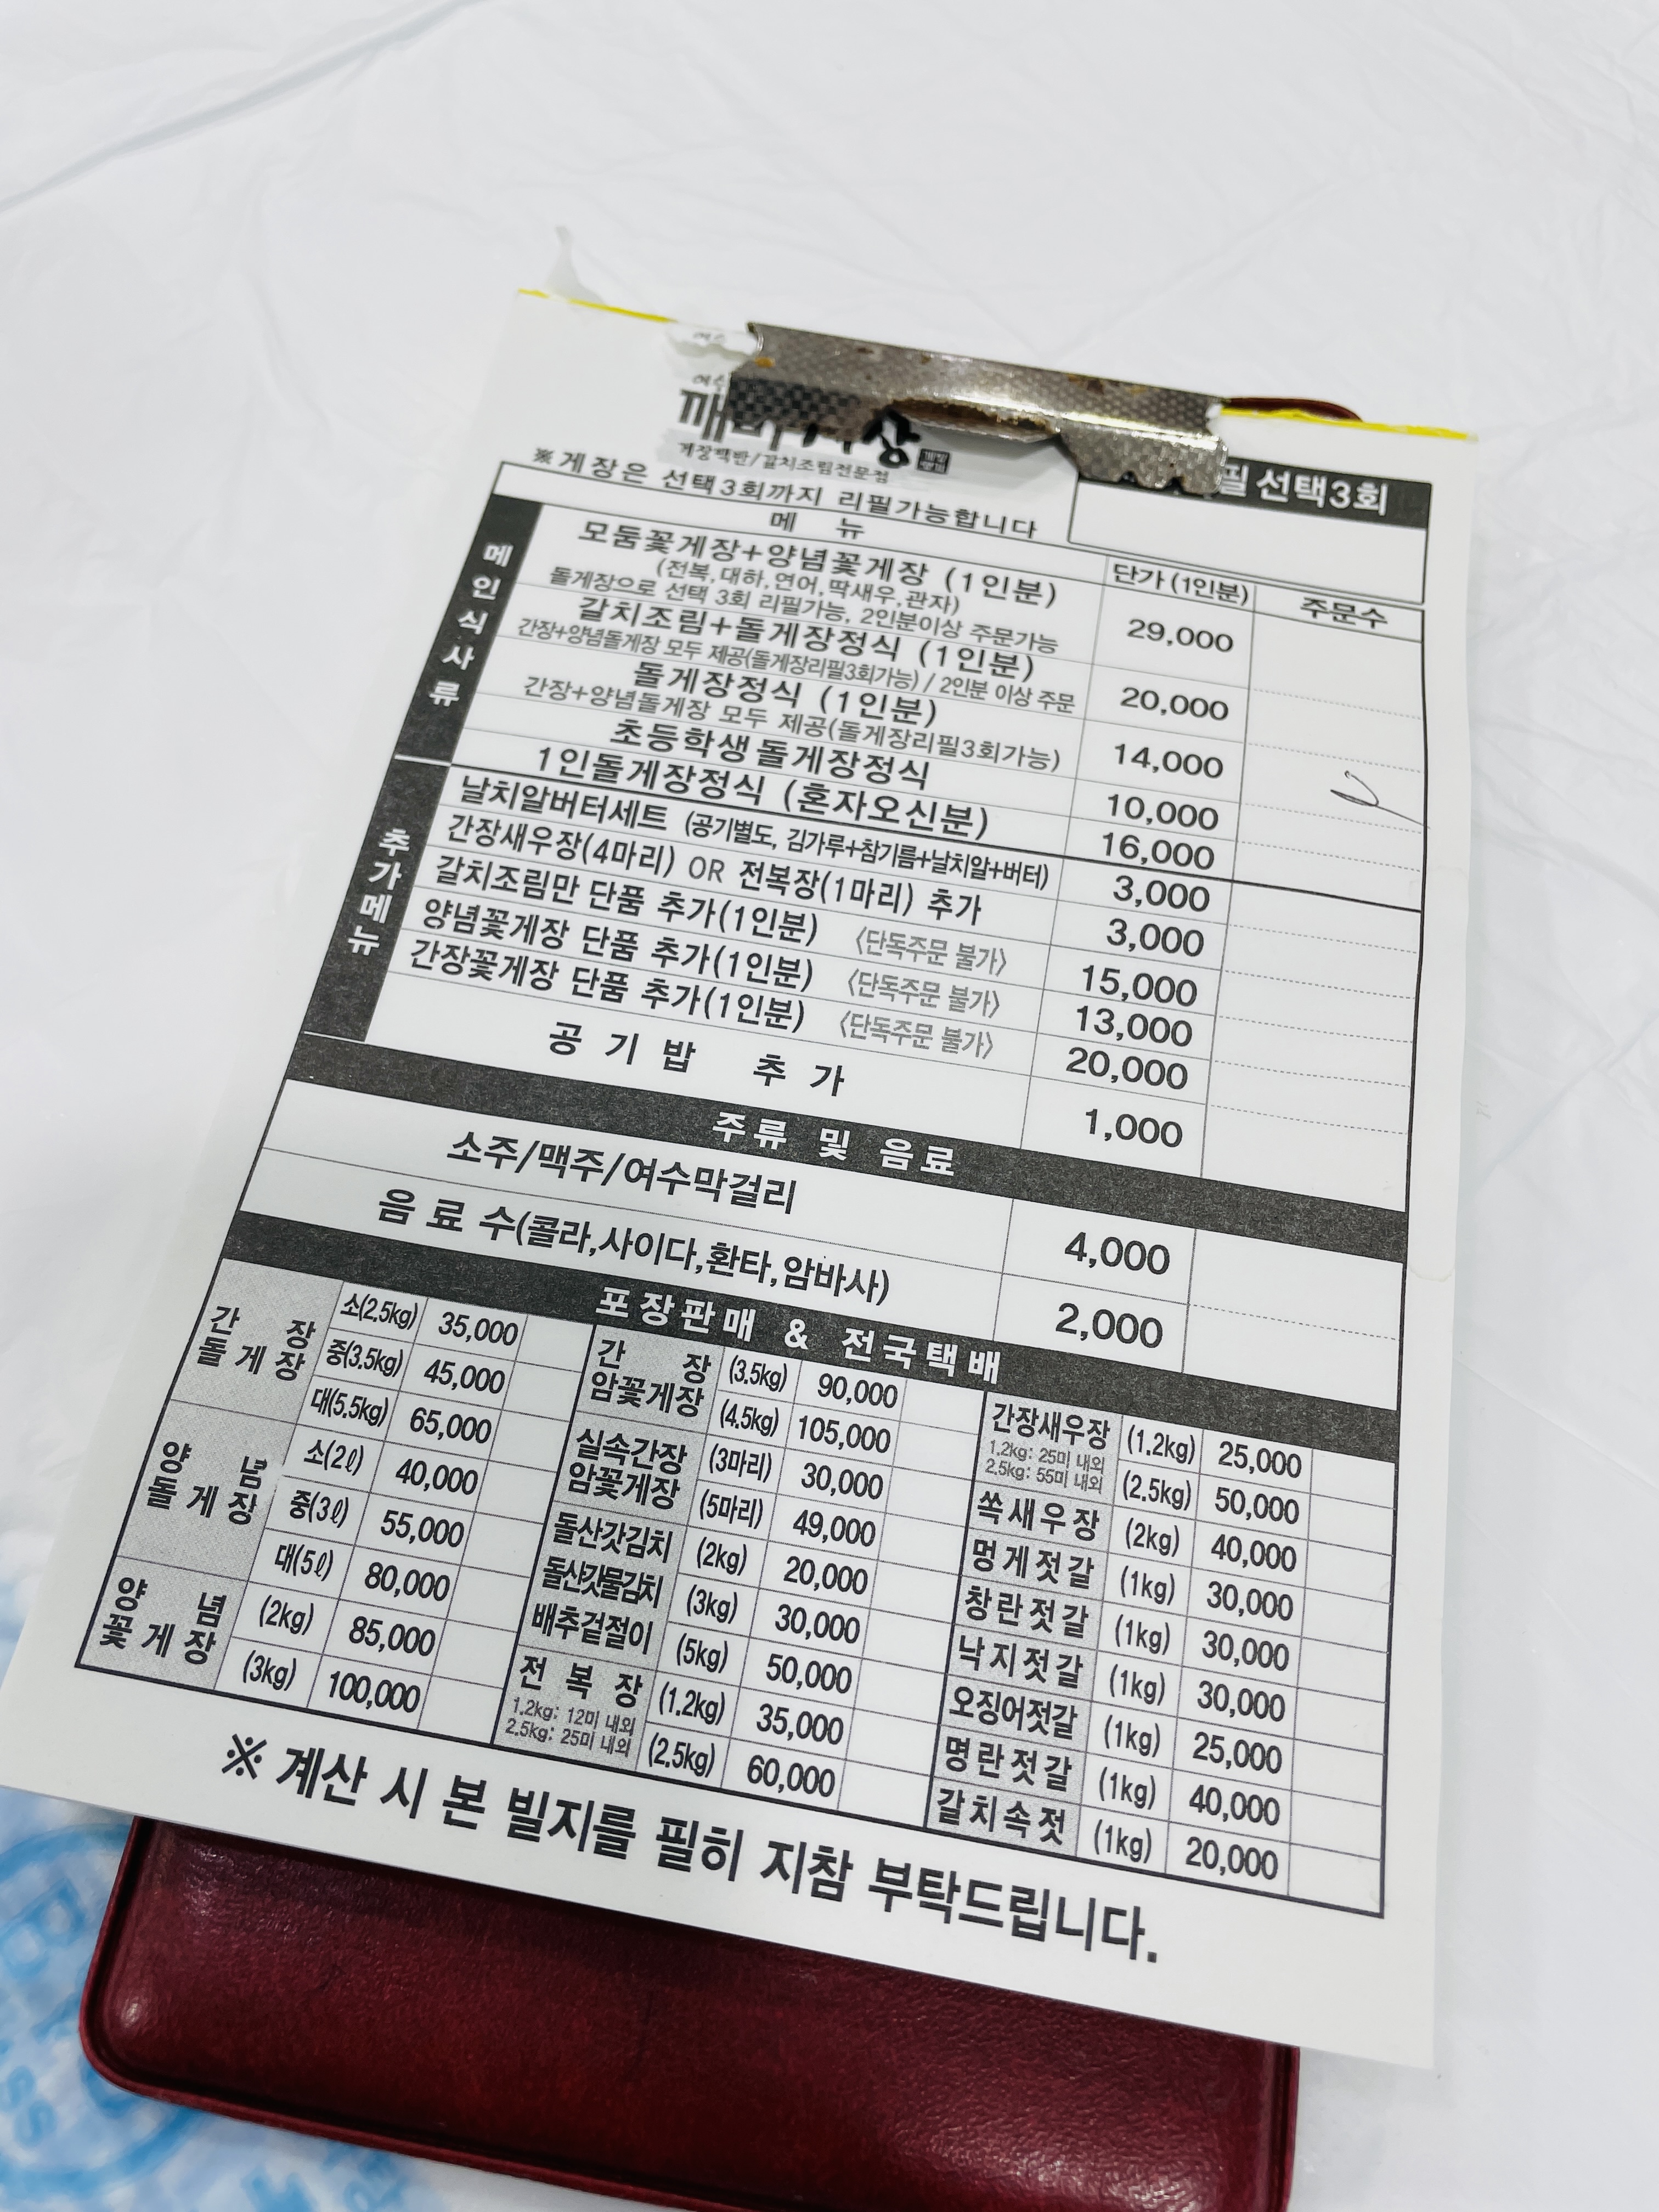 게장백반/갈치조림전문점
※게장은 선택3회까지 리필가능합니다
필 선택3회
메 뉴
단가 (1인분)
주문수
메인식사류
모둠꽃게장+양념꽃게장 (1인분)
(전복, 대하, 연어, 딱새우, 관자)
돌게장으로 선택 3회 리필가능, 2인분이상 주문가능
29,000
갈치조림+돌게장정식 (1인분)
간장+양념돌게장 모두 제공(돌게장리필3회가능) / 2인분 이상 주문
20,000
돌게장정식 (1인분)
간장+양념돌게장 모두 제공(돌게장리필3회가능)
14,000
초등학생돌게장정식
10,000
1인돌게장정식 (혼자오신분)
16,000
추가메뉴
날치알버터세트 (공기별도, 김가루+참기름+날치알+버터)
3,000
간장새우장(4마리) OR 전복장(1마리) 추가
3,000
갈치조림만 단품 추가(1인분) 〈단독주문 불가〉
15,000
양념꽃게장 단품 추가(1인분) 〈단독주문 불가〉
13,000
간장꽃게장 단품 추가(1인분) 〈단독주문 불가〉
20,000
공 기 밥 추 가
1,000
주류 및 음료
소주/맥주/여수막걸리
4,000
음 료 수(콜라,사이다,환타,암바사)
2,000
포장판매 & 전국택배
간 장
돌 게 장
소(2.5kg) 35,000
중(3.5kg) 45,000
대(5.5kg) 65,000
양 념
돌 게 장
소(2ℓ) 40,000
중(3ℓ) 55,000
대(5ℓ) 80,000
양 념
꽃 게 장
(2kg) 85,000
(3kg) 100,000
간 장
암꽃게장
(3.5kg) 90,000
(4.5kg) 105,000
실속간장
암꽃게장
(3마리) 30,000
(5마리) 49,000
돌산갓김치 (2kg) 20,000
돌산갓물김치 (3kg) 30,000
배추겉절이 (5kg) 50,000
전 복 장
1.2kg: 12미 내외
2.5kg: 25미 내외
(1.2kg) 35,000
(2.5kg) 60,000
간장새우장
1.2kg: 25미 내외
2.5kg: 55미 내외
(1.2kg) 25,000
(2.5kg) 50,000
쏙새우장 (2kg) 40,000
멍게젓갈 (1kg) 30,000
창란젓갈 (1kg) 30,000
낙지젓갈 (1kg) 30,000
오징어젓갈 (1kg) 25,000
명란젓갈 (1kg) 40,000
갈치속젓 (1kg) 20,000
※ 계산 시 본 빌지를 필히 지참 부탁드립니다.